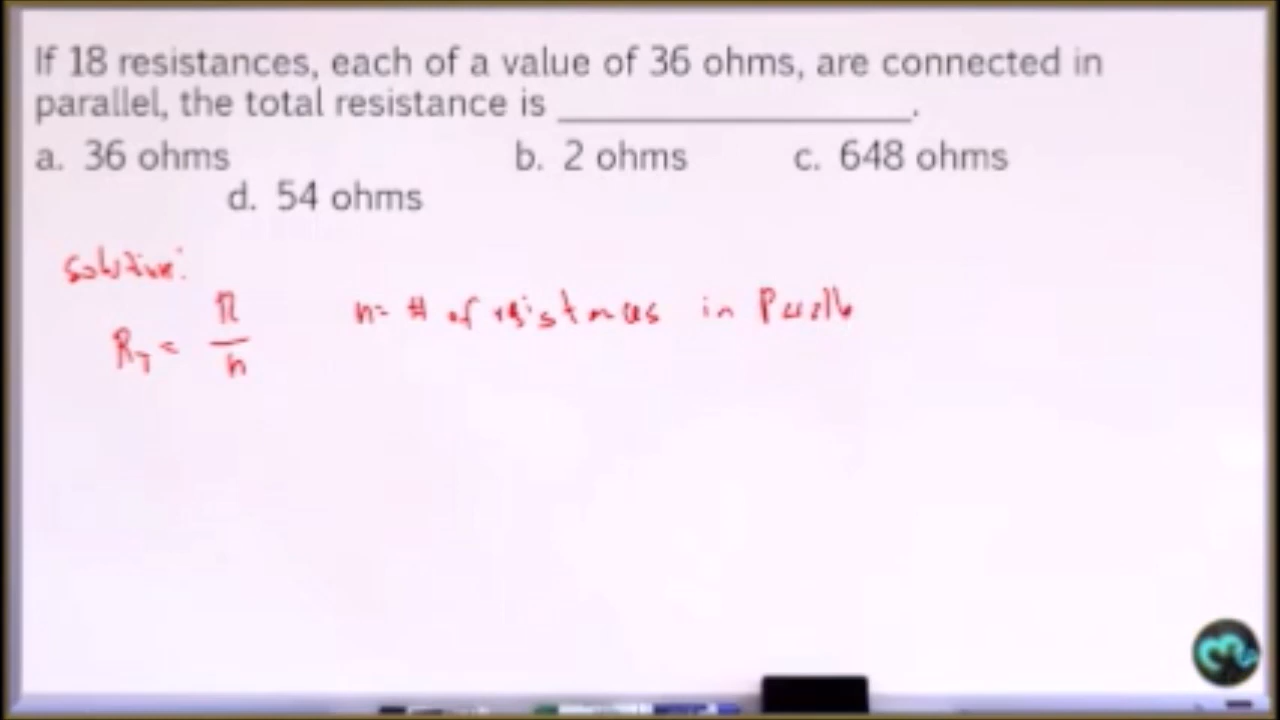 If 18 resistances, each of a value of 36 ohms, are connected in
parallel, the total resistance is ____________________.
a. 36 ohms b. 2 ohms c. 648 ohms
d. 54 ohms
Solution:
R_T = R/n n= # of resistances in